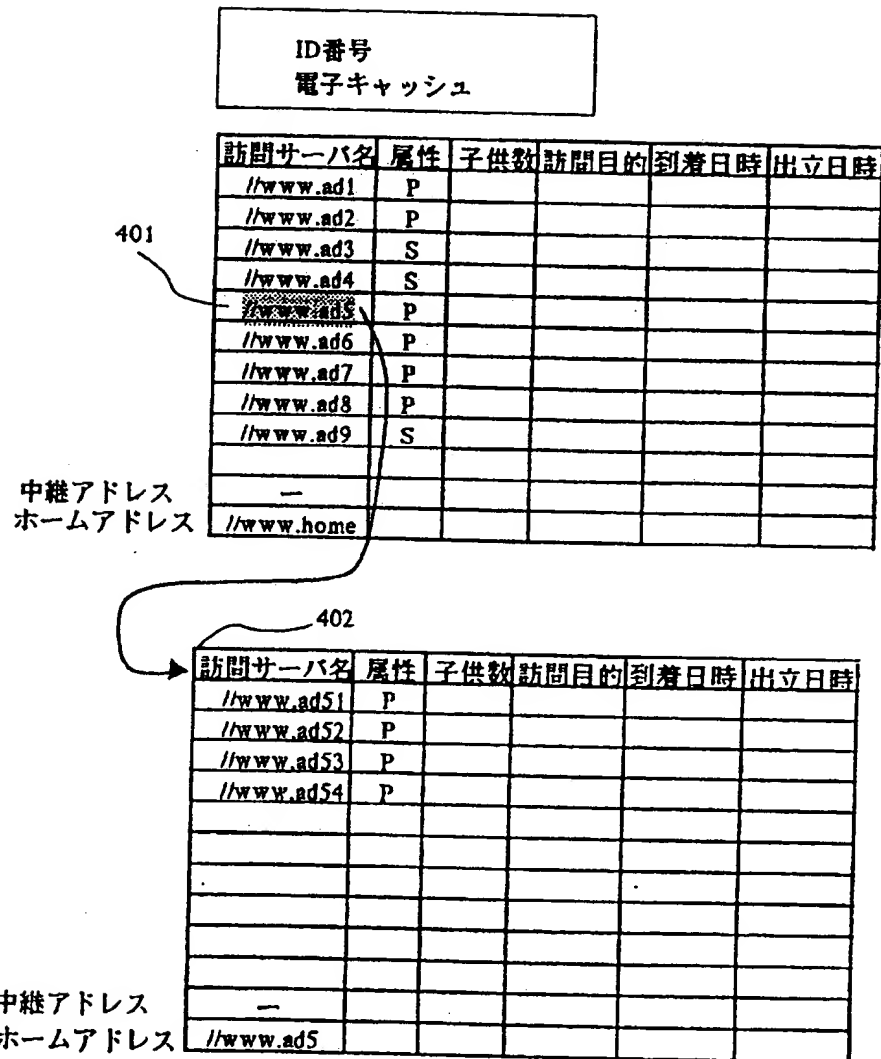 ID番号
電子キャッシュ
訪問サーバ名 属性 子供数 訪問目的 到着日時 出立日時
//www.ad1 P
//www.ad2 P
401
//www.ad3 S
//www.ad4 S
//www.ad5 P
//www.ad6 P
//www.ad7 P
//www.ad8 P
//www.ad9 S
中継アドレス ー
ホームアドレス //www.home
402
訪問サーバ名 属性 子供数 訪問目的 到着日時 出立日時
//www.ad51 P
//www.ad52 P
//www.ad53 P
//www.ad54 P
中継アドレス ー
ホームアドレス //www.ad5